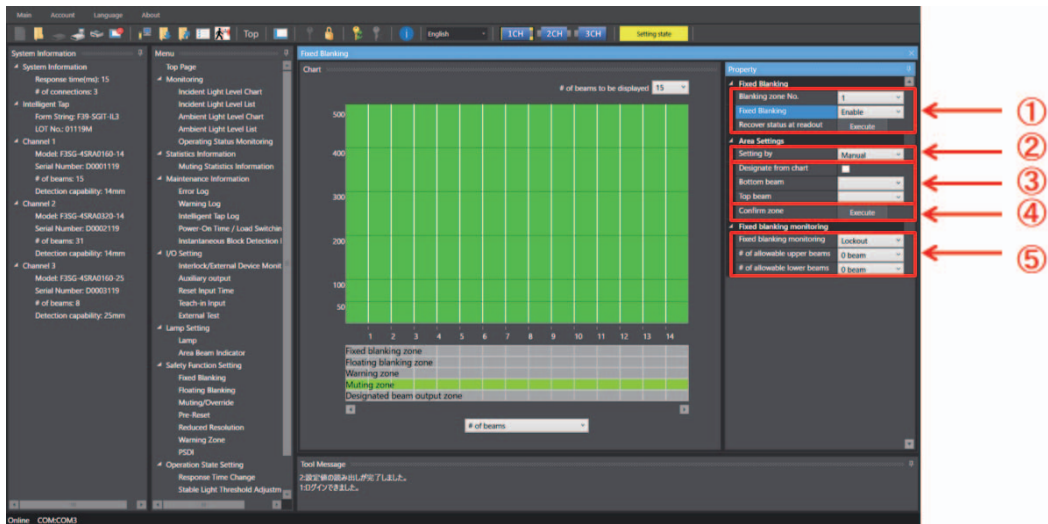 Main Account Language About
Top English 1CH 2CH 3CH Setting state
System Information
System Information
Response time(ms): 15
# of connections: 3
Intelligent Tap
Form String: F39-SGIT-IL3
LOT No.: 01119M
Channel 1
Model: F3SG-4SRA0160-14
Serial Number: D0001119
# of beams: 15
Detection capability: 14mm
Channel 2
Model: F3SG-4SRA0320-14
Serial Number: D0002119
# of beams: 31
Detection capability: 14mm
Channel 3
Model: F3SG-4SRA0160-25
Serial Number: D0003119
# of beams: 8
Detection capability: 25mm
Menu
Top Page
Monitoring
Incident Light Level Chart
Incident Light Level List
Ambient Light Level Chart
Ambient Light Level List
Operating Status Monitoring
Statistics Information
Muting Statistics Information
Maintenance Information
Error Log
Warning Log
Intelligent Tap Log
Power-On Time / Load Switchin
Instantaneous Block Detection I
I/O Setting
Interlock/External Device Monit
Auxiliary output
Reset Input Time
Teach-in Input
External Test
Lamp Setting
Lamp
Area Beam Indicator
Safety Function Setting
Fixed Blanking
Floating Blanking
Muting/Override
Pre-Reset
Reduced Resolution
Warning Zone
PSDI
Operation State Setting
Response Time Change
Stable Light Threshold Adjustm
Fixed Blanking
Chart
# of beams to be displayed 15
500
400
300
200
100
50
1 2 3 4 5 6 7 8 9 10 11 12 13 14
Fixed blanking zone
Floating blanking zone
Warning zone
Muting zone
Designated beam output zone
# of beams
Tool Message
2:設定値の読み出しが完了しました。
1:ログインできました。
Property
Fixed Blanking
Blanking zone No. 1
Fixed Blanking Enable
Recover status at readout Execute
Area Settings
Setting by Manual
Designate from chart
Bottom beam
Top beam
Confirm zone Execute
Fixed blanking monitoring
Fixed blanking monitoring Lockout
# of allowable upper beams 0 beam
# of allowable lower beams 0 beam
①
②
③
④
⑤
Online COM:COM3